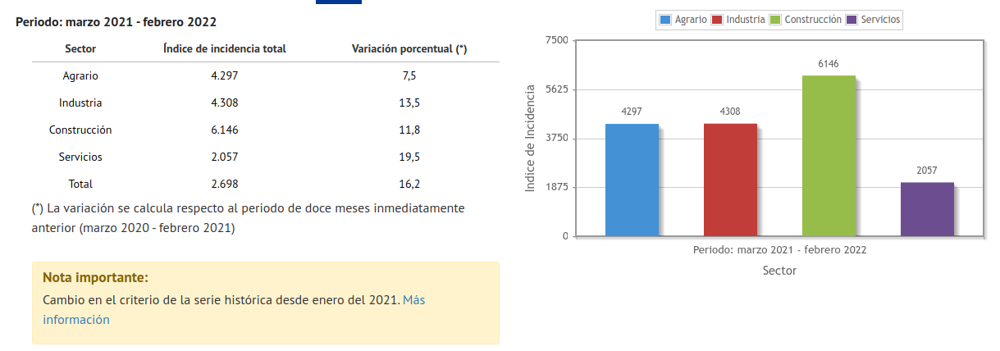 Periodo: marzo 2021 - febrero 2022
Sector Índice de incidencia total Variación porcentual (*)
Agrario 4.297 7,5
Industria 4.308 13,5
Construcción 6.146 11,8
Servicios 2.057 19,5
Total 2.698 16,2
(*) La variación se calcula respecto al periodo de doce meses inmediatamente
anterior (marzo 2020 - febrero 2021)
Nota importante:
Cambio en el criterio de la serie histórica desde enero del 2021. Más
información
Agrario Industria Construcción Servicios
Indice de Incidencia
7500
5625
3750
1875
0
4297
4308
6146
2057
Periodo: marzo 2021 - febrero 2022
Sector